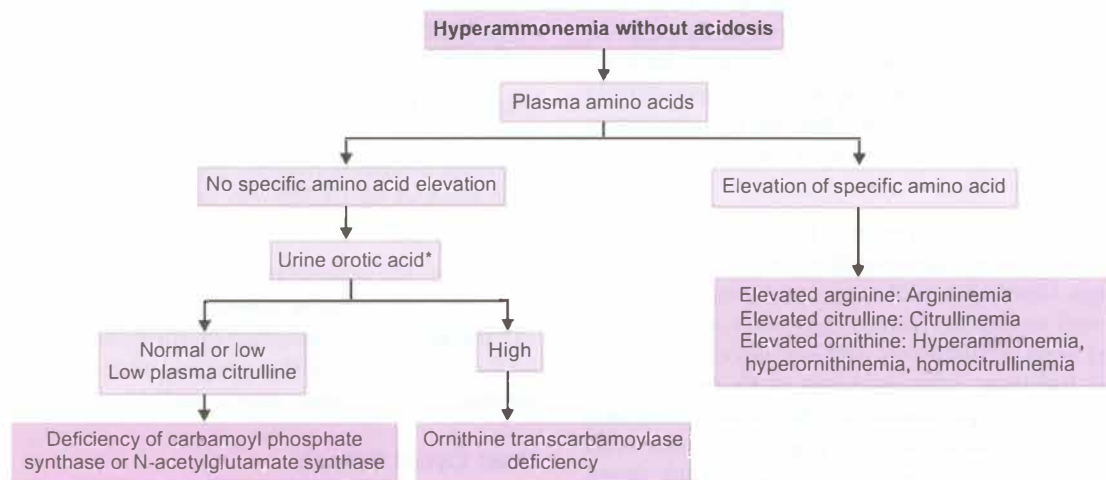 Hyperammonemia without acidosis
Plasma amino acids
No specific amino acid elevation
Elevation of specific amino acid
Urine orotic acid*
Elevated arginine: Argininemia
Elevated citrulline: Citrullinemia
Elevated ornithine: Hyperammonemia,
hyperornithinemia, homocitrullinemia
Normal or low
Low plasma citrulline
High
Deficiency of carbamoyl phosphate
synthase or N-acetylglutamate synthase
Ornithine transcarbamoylase
deficiency